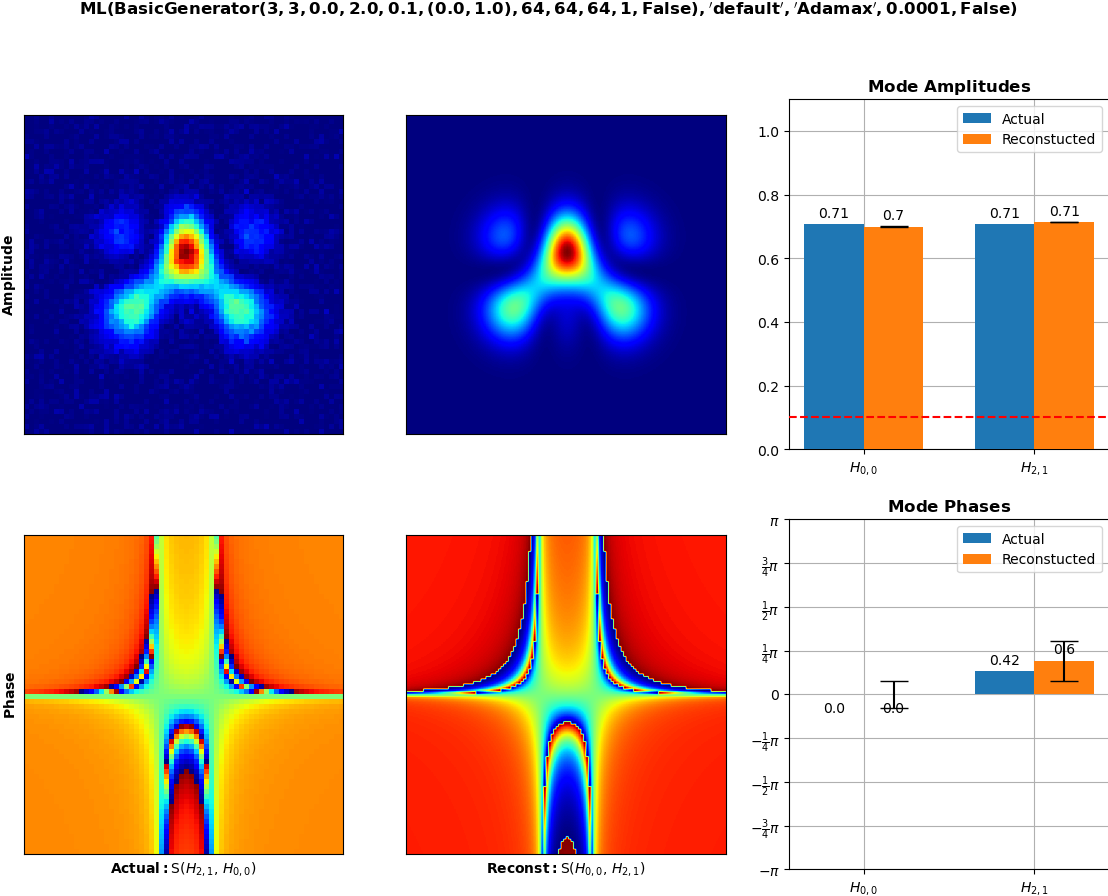 ML(BasicGenerator(3, 3, 0.0, 2.0, 0.1, (0.0, 1.0), 64, 64, 64, 1, False), ′default′, ′Adamax′, 0.0001, False)
Amplitude
Mode Amplitudes
Actual
Reconstucted
1.0
0.8
0.6
0.4
0.2
0.0
0.71
0.7
0.71
0.71
H0,0
H2,1
Phase
Actual: S(H2,1, H0,0)
Reconst: S(H0,0, H2,1)
Mode Phases
Actual
Reconstucted
π
3/4π
1/2π
1/4π
0
−1/4π
−1/2π
−3/4π
−π
0.0
0.0
0.42
0.6
H0,0
H2,1